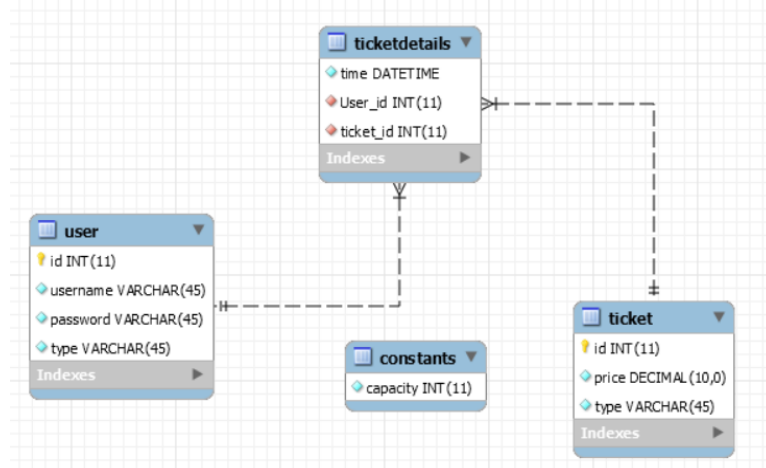 ticketdetails
time DATETIME
User_id INT(11)
ticket_id INT(11)
Indexes
user
id INT(11)
username VARCHAR(45)
password VARCHAR(45)
type VARCHAR(45)
Indexes
constants
capacity INT(11)
ticket
id INT(11)
price DECIMAL(10,0)
type VARCHAR(45)
Indexes